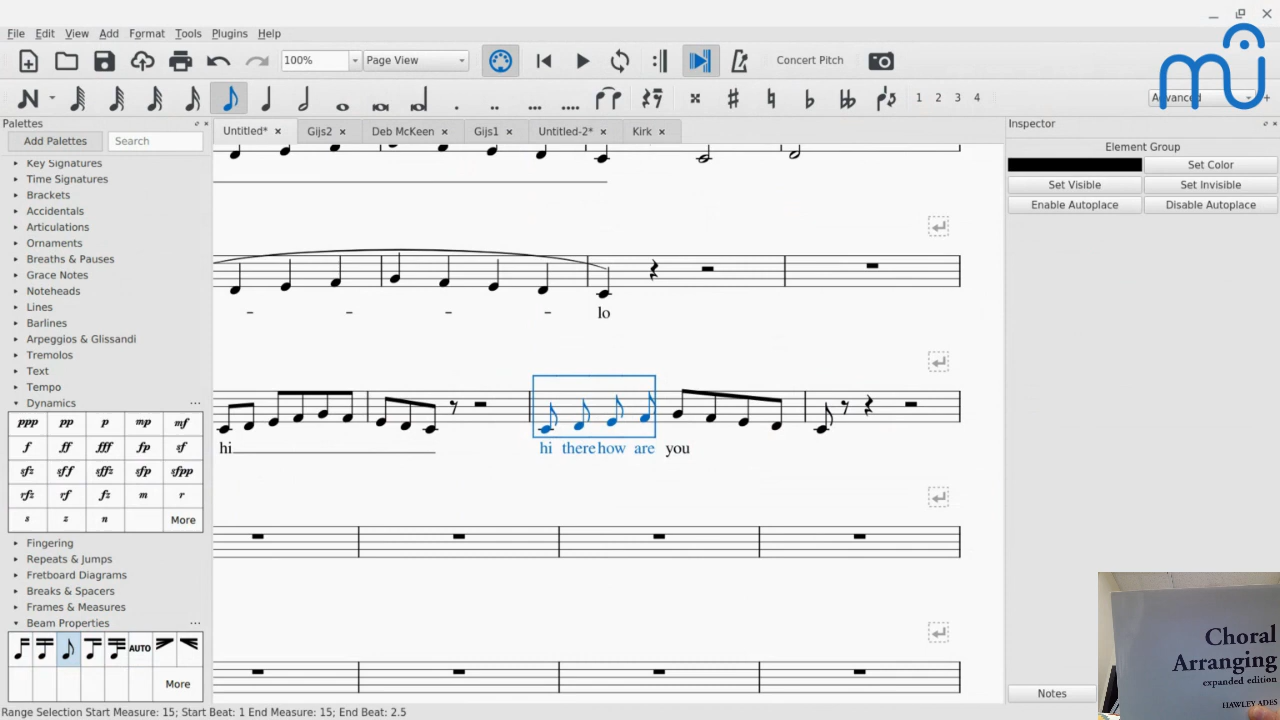 File Edit View Add Format Tools Plugins Help
100% Page View Concert Pitch
1 2 3 4 Advanced +
Palettes
Add Palettes Search
Untitled* Gijs2 Deb McKeen Gijs1 Untitled-2* Kirk
Inspector
Element Group
Set Color
Set Visible Set Invisible
Enable Autoplace Disable Autoplace
Key Signatures
Time Signatures
Brackets
Accidentals
Articulations
Ornaments
Breaths & Pauses
Grace Notes
Noteheads
Lines
Barlines
Arpeggios & Glissandi
Tremolos
Text
Tempo
Dynamics
ppp pp p mp mf
f ff fff fp sf
sfz sff sffz sfp sfpp
rfz rf fz m r
s z n More
Fingering
Repeats & Jumps
Fretboard Diagrams
Breaks & Spacers
Frames & Measures
Beam Properties
AUTO
More
- - - - lo
hi hi there how are you
Notes
Choral
Arranging
expanded edition
HAWLEY ADES
Range Selection Start Measure: 15; Start Beat: 1 End Measure: 15; End Beat: 2.5